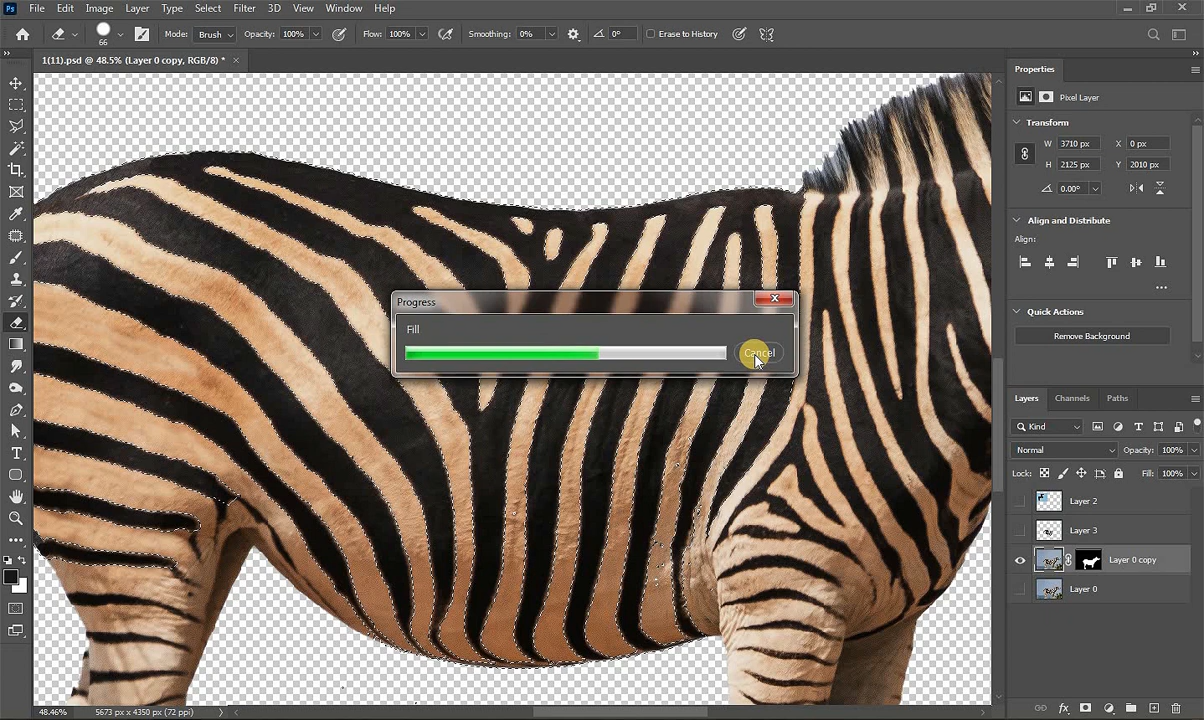 Ps File Edit Image Layer Type Select Filter 3D View Window Help
66 Mode: Brush Opacity: 100% Flow: 100% Smoothing: 0% 0° Erase to History
1(11).psd @ 48.5% (Layer 0 copy, RGB/8) *
Properties
Pixel Layer
Transform
W 3710 px X 0 px
H 2125 px Y 2010 px
0.00°
Align and Distribute
Align:
Quick Actions
Remove Background
Progress
Fill
Cancel
Layers Channels Paths
Kind
Normal Opacity: 100%
Lock: Fill: 100%
Layer 2
Layer 3
Layer 0 copy
Layer 0
48.46% 5673 px x 4350 px (72 ppi)